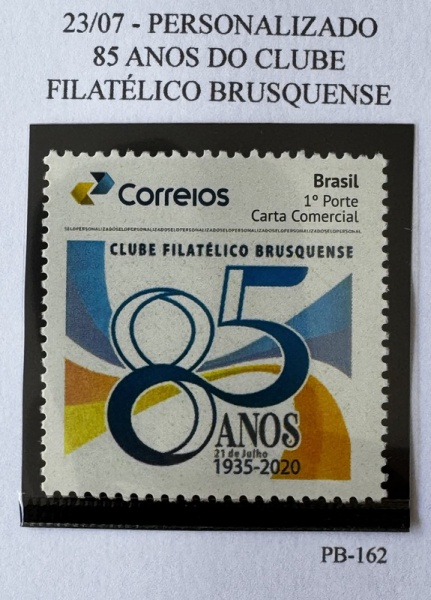 23/07 - PERSONALIZADO
85 ANOS DO CLUBE
FILATÉLICO BRUSQUENSE
Correios
Brasil
1º Porte
Carta Comercial
SELOPERSONALIZADOSELOPERSONALIZADOSELOPERSONALIZADOSELOPERSONALIZADOSELOPERSONAL
CLUBE FILATÉLICO BRUSQUENSE
85
ANOS
21 de Julho
1935-2020
PB-162